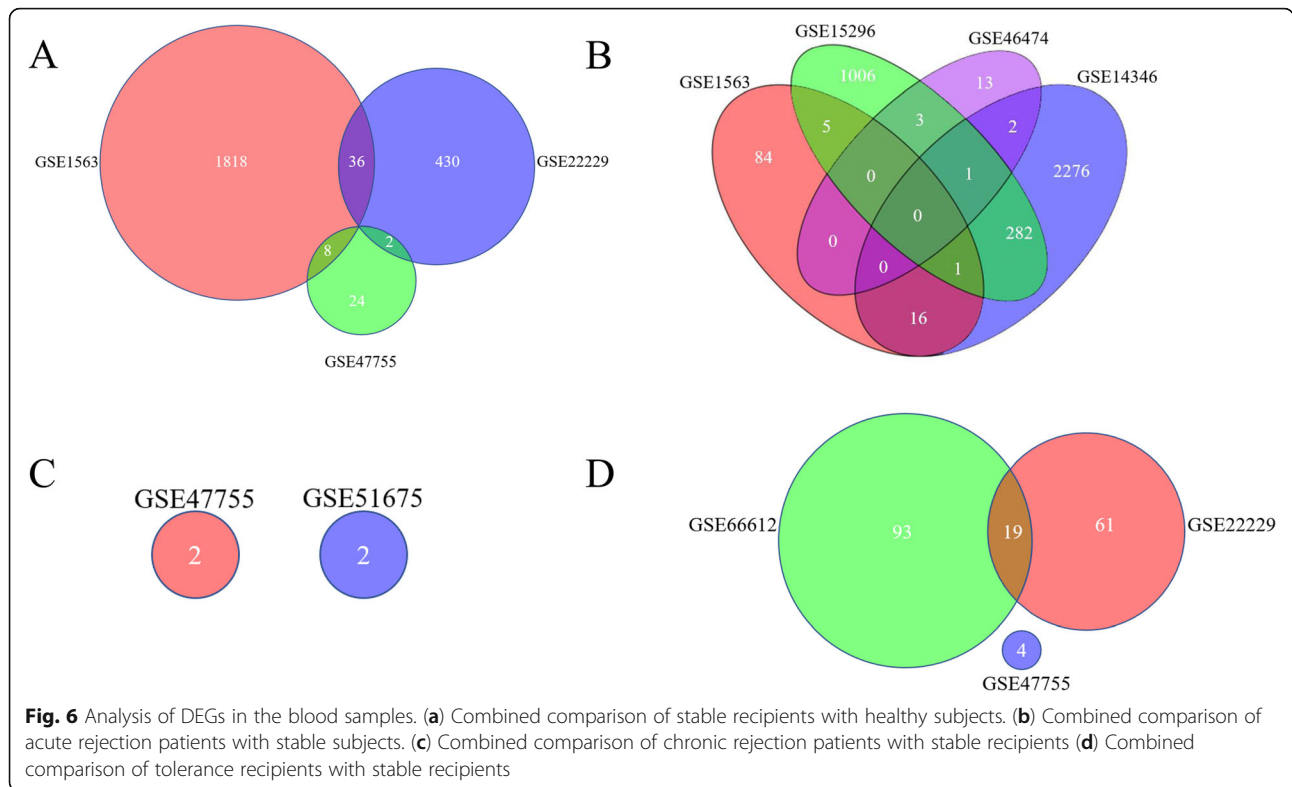 A
GSE1563
1818
36
430
GSE22229
8
2
24
GSE47755
B
GSE15296
GSE46474
GSE1563
GSE14346
1006
13
5
3
2
84
0
1
2276
0
0
282
0
1
16
C
GSE47755
GSE51675
2
2
D
GSE66612
93
19
61
GSE22229
4
GSE47755
Fig. 6 Analysis of DEGs in the blood samples. (a) Combined comparison of stable recipients with healthy subjects. (b) Combined comparison of
acute rejection patients with stable subjects. (c) Combined comparison of chronic rejection patients with stable recipients (d) Combined
comparison of tolerance recipients with stable recipients